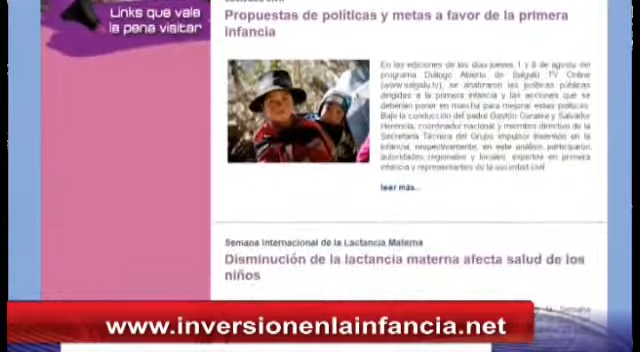 Links que vale
la pena visitar
Propuestas de políticas y metas a favor de la primera
infancia
En las ediciones de los días jueves 1 y 8 de agosto del
programa Diálogo Abierto de Salgalú TV Online
(www.salgalu.tv), se analizaron las políticas públicas
dirigidas a la primera infancia y las acciones que se
deberían poner en marcha para mejorar estas políticas.
Bajo la conducción del padre Gastón Garatea y Salvador
Herencia, coordinador nacional y miembro directivo de la
Secretaría Técnica del Grupo Impulsor Inversión en la
Infancia, respectivamente, en este análisis participaron
autoridades regionales y locales, expertos en primera
infancia y representantes de la sociedad civil.
leer más...
Semana Internacional de la Lactancia Materna
Disminución de la lactancia materna afecta salud de los
niños
la Semana
www.inversionenlainfancia.net